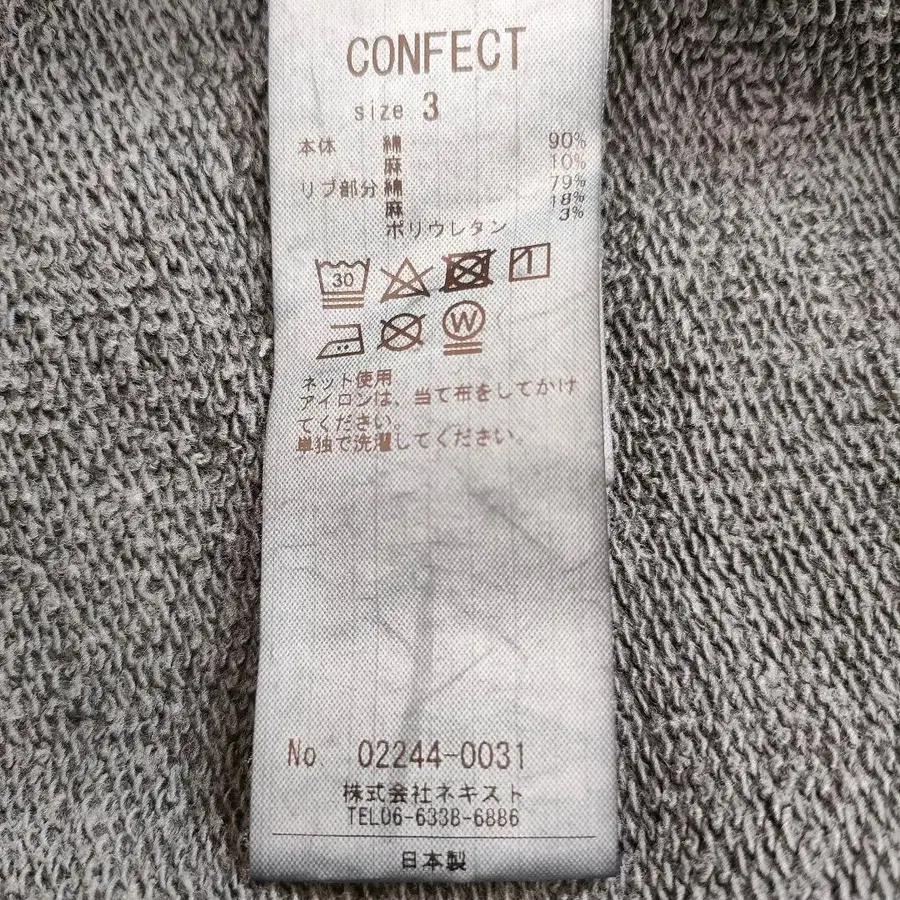 CONFECT
size 3
本体 綿 90%
麻 10%
リブ部分 綿 79%
麻 18%
ポリウレタン 3%
30
1
W
ネット使用
アイロンは、当て布をしてかけ
てください。
単独で洗濯してください。
No 02244-0031
株式会社ネキスト
TEL06-6338-6886
日本製